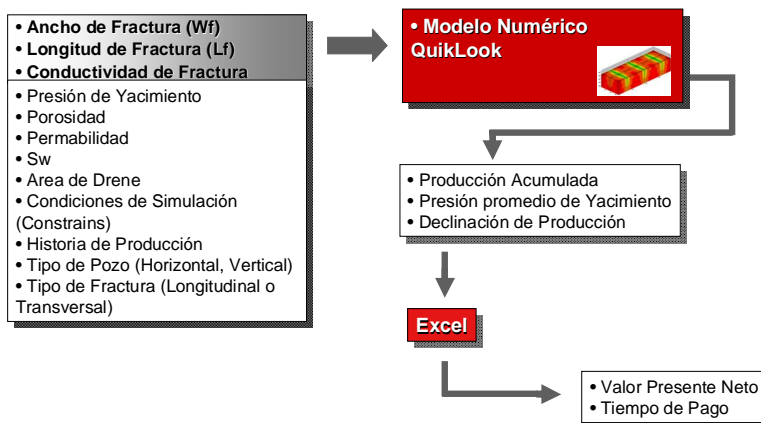 • Ancho de Fractura (Wf)
• Longitud de Fractura (Lf)
• Conductividad de Fractura
• Presión de Yacimiento
• Porosidad
• Permabilidad
• Sw
• Area de Drene
• Condiciones de Simulación
(Constrains)
• Historia de Producción
• Tipo de Pozo (Horizontal, Vertical)
• Tipo de Fractura (Longitudinal o
Transversal)
• Modelo Numérico
QuikLook
• Producción Acumulada
• Presión promedio de Yacimiento
• Declinación de Producción
Excel
• Valor Presente Neto
• Tiempo de Pago